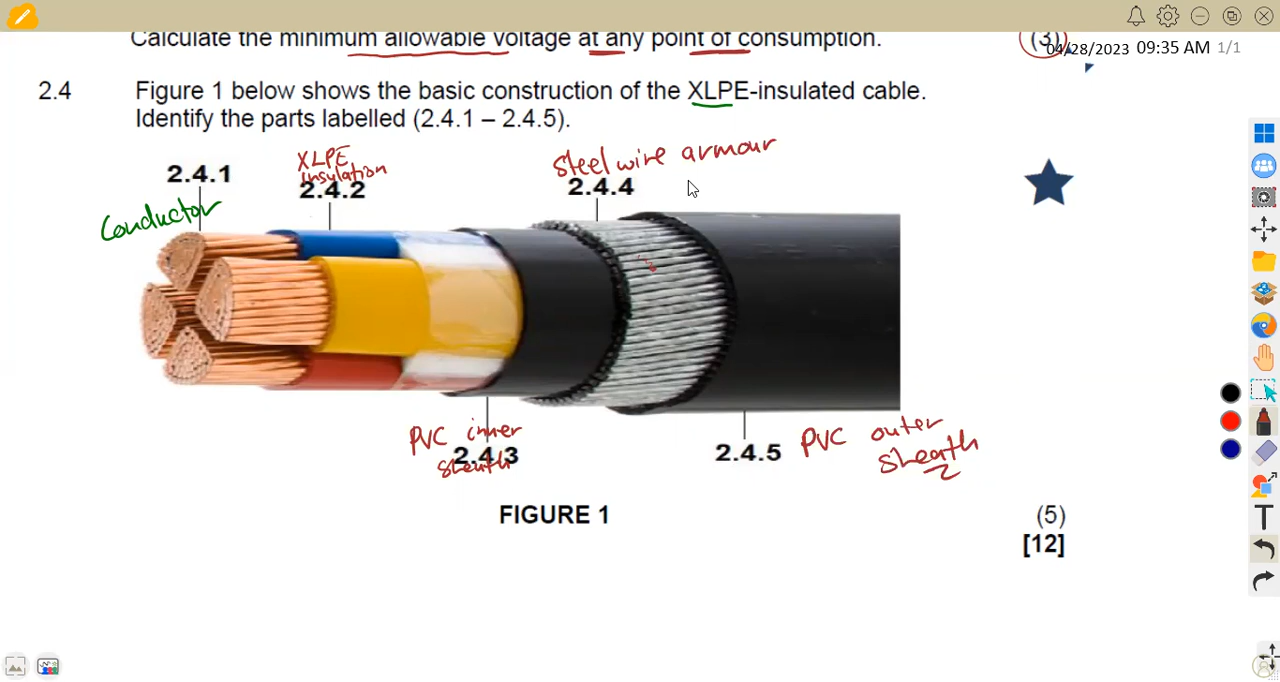 Calculate the minimum allowable voltage at any point of consumption. (3)
04/28/2023 09:35 AM 1/1
2.4 Figure 1 below shows the basic construction of the XLPE-insulated cable.
Identify the parts labelled (2.4.1 – 2.4.5).
XLPE
insulation
steel wire armour
2.4.1
2.4.2
2.4.4
Conductor
PVC inner
sheath
2.4.3
2.4.5
PVC outer
sheath
FIGURE 1
(5)
[12]
T